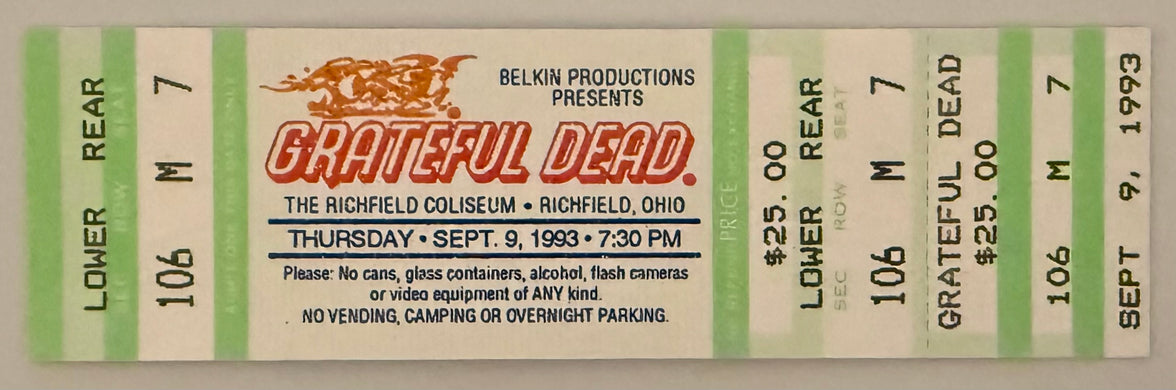 LOWER REAR
SEC ROW SEAT
106 M 7
BELKIN PRODUCTIONS
PRESENTS
GRATEFUL DEAD.
THE RICHFIELD COLISEUM • RICHFIELD, OHIO
THURSDAY • SEPT. 9, 1993 • 7:30 PM
Please: No cans, glass containers, alcohol, flash cameras
or video equipment of ANY kind.
NO VENDING, CAMPING OR OVERNIGHT PARKING.
PRICE
$25.00
LOWER REAR
SEC ROW SEAT
106 M 7
GRATEFUL DEAD
$25.00
106 M 7
SEPT 9, 1993